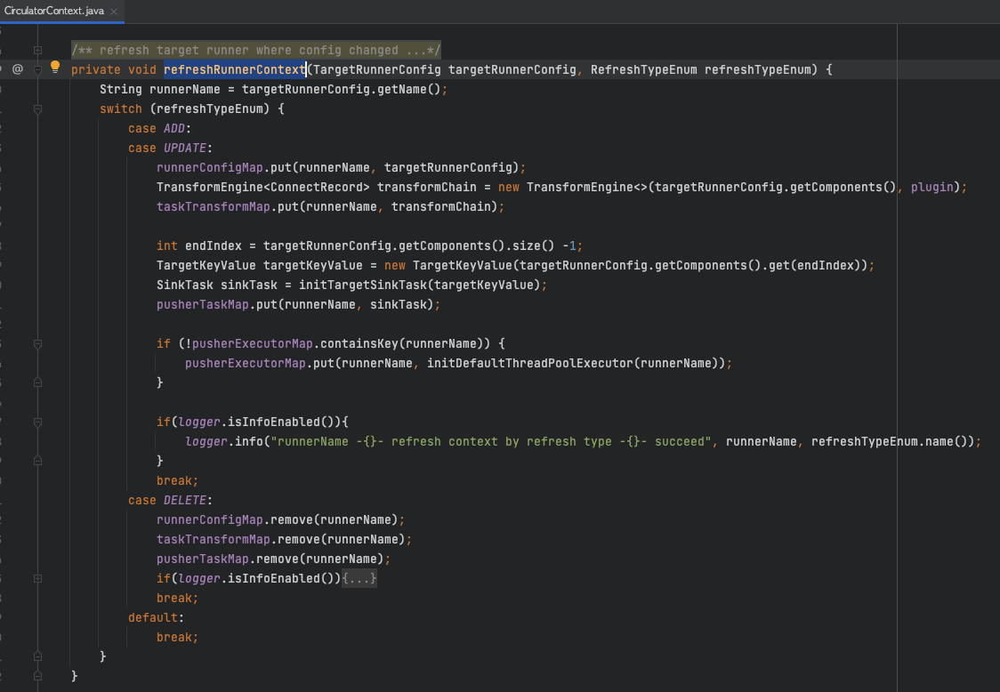 CirculatorContext.java
/** refresh target runner where config changed ...*/
@ private void refreshRunnerContext(TargetRunnerConfig targetRunnerConfig, RefreshTypeEnum refreshTypeEnum) {
String runnerName = targetRunnerConfig.getName();
switch (refreshTypeEnum) {
case ADD:
case UPDATE:
runnerConfigMap.put(runnerName, targetRunnerConfig);
TransformEngine<ConnectRecord> transformChain = new TransformEngine<>(targetRunnerConfig.getComponents(), plugin);
taskTransformMap.put(runnerName, transformChain);
int endIndex = targetRunnerConfig.getComponents().size() -1;
TargetKeyValue targetKeyValue = new TargetKeyValue(targetRunnerConfig.getComponents().get(endIndex));
SinkTask sinkTask = initTargetSinkTask(targetKeyValue);
pusherTaskMap.put(runnerName, sinkTask);
if (!pusherExecutorMap.containsKey(runnerName)) {
pusherExecutorMap.put(runnerName, initDefaultThreadPoolExecutor(runnerName));
}
if(logger.isInfoEnabled()){
logger.info("runnerName -{}- refresh context by refresh type -{}- succeed", runnerName, refreshTypeEnum.name());
}
break;
case DELETE:
runnerConfigMap.remove(runnerName);
taskTransformMap.remove(runnerName);
pusherTaskMap.remove(runnerName);
if(logger.isInfoEnabled()){...}
break;
default:
break;
}
}